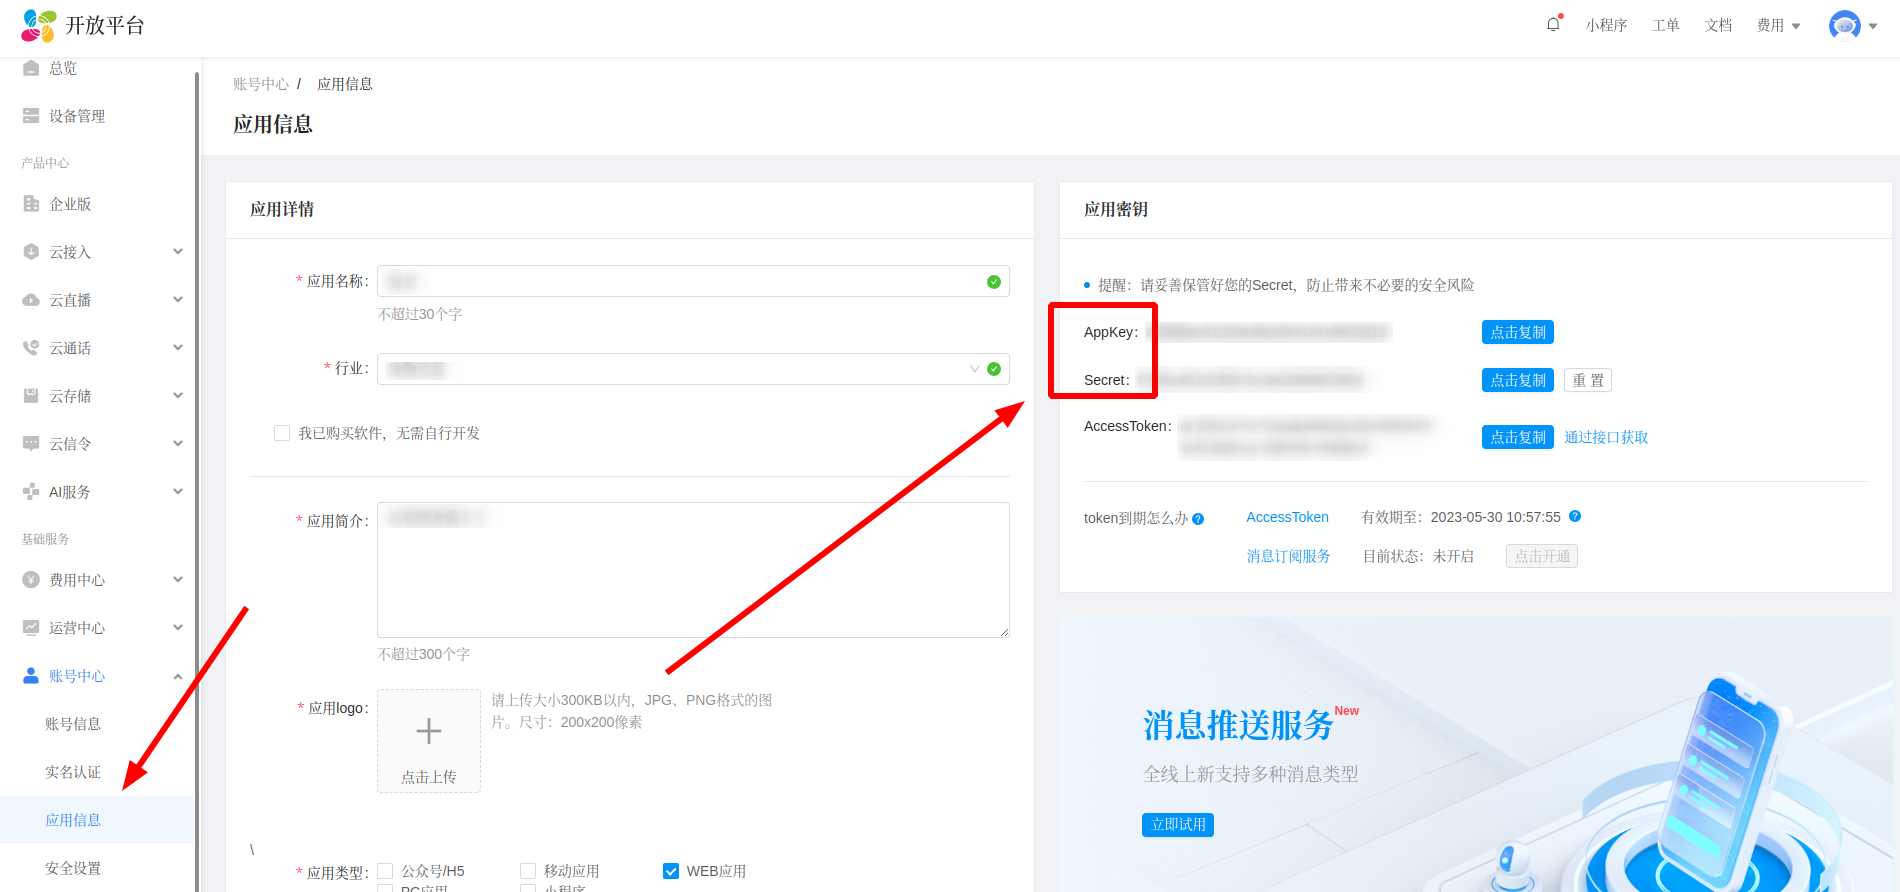 开放平台
小程序
工单
文档
费用
总览
设备管理
产品中心
企业版
云接入
云直播
云通话
云存储
云信令
AI服务
基础服务
费用中心
运营中心
账号中心
账号信息
实名认证
应用信息
安全设置
账号中心 / 应用信息
应用信息
应用详情
* 应用名称:
不超过30个字
* 行业:
我已购买软件，无需自行开发
* 应用简介:
不超过300个字
* 应用logo:
点击上传
请上传大小300KB以内，JPG、PNG格式的图
片。尺寸：200x200像素
\
* 应用类型:
公众号/H5
移动应用
WEB应用
PC应用
小程序
应用密钥
提醒：请妥善保管好您的Secret，防止带来不必要的安全风险
AppKey:
点击复制
Secret:
点击复制
重 置
AccessToken:
点击复制
通过接口获取
token到期怎么办
AccessToken
有效期至：2023-05-30 10:57:55
消息订阅服务
目前状态：未开启
点击开通
消息推送服务New
全线上新支持多种消息类型
立即试用